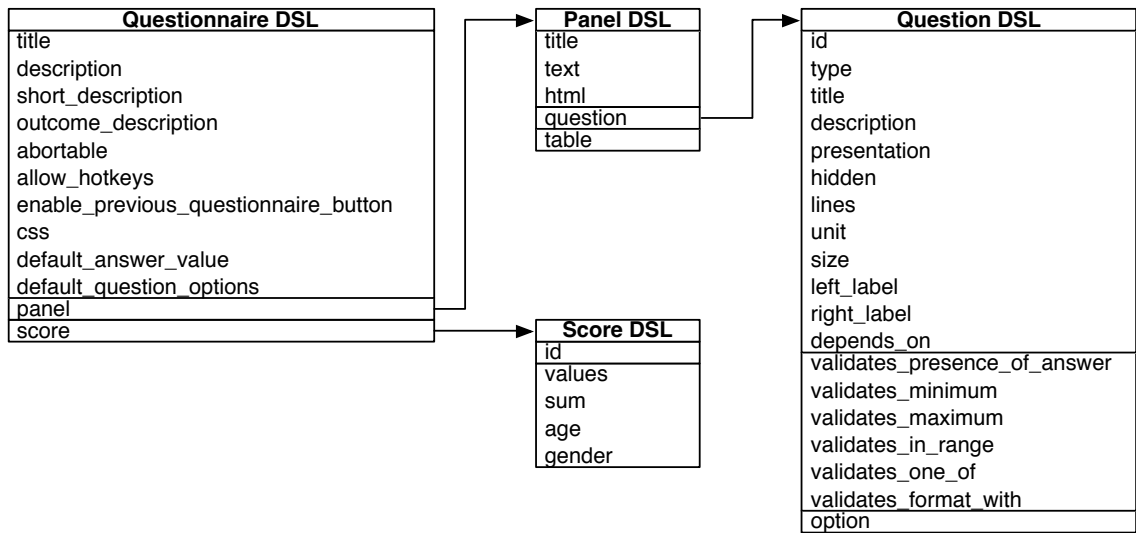 Questionnaire DSL
title
description
short_description
outcome_description
abortable
allow_hotkeys
enable_previous_questionnaire_button
css
default_answer_value
default_question_options
panel
score
Panel DSL
title
text
html
question
table
Score DSL
id
values
sum
age
gender
Question DSL
id
type
title
description
presentation
hidden
lines
unit
size
left_label
right_label
depends_on
validates_presence_of_answer
validates_minimum
validates_maximum
validates_in_range
validates_one_of
validates_format_with
option